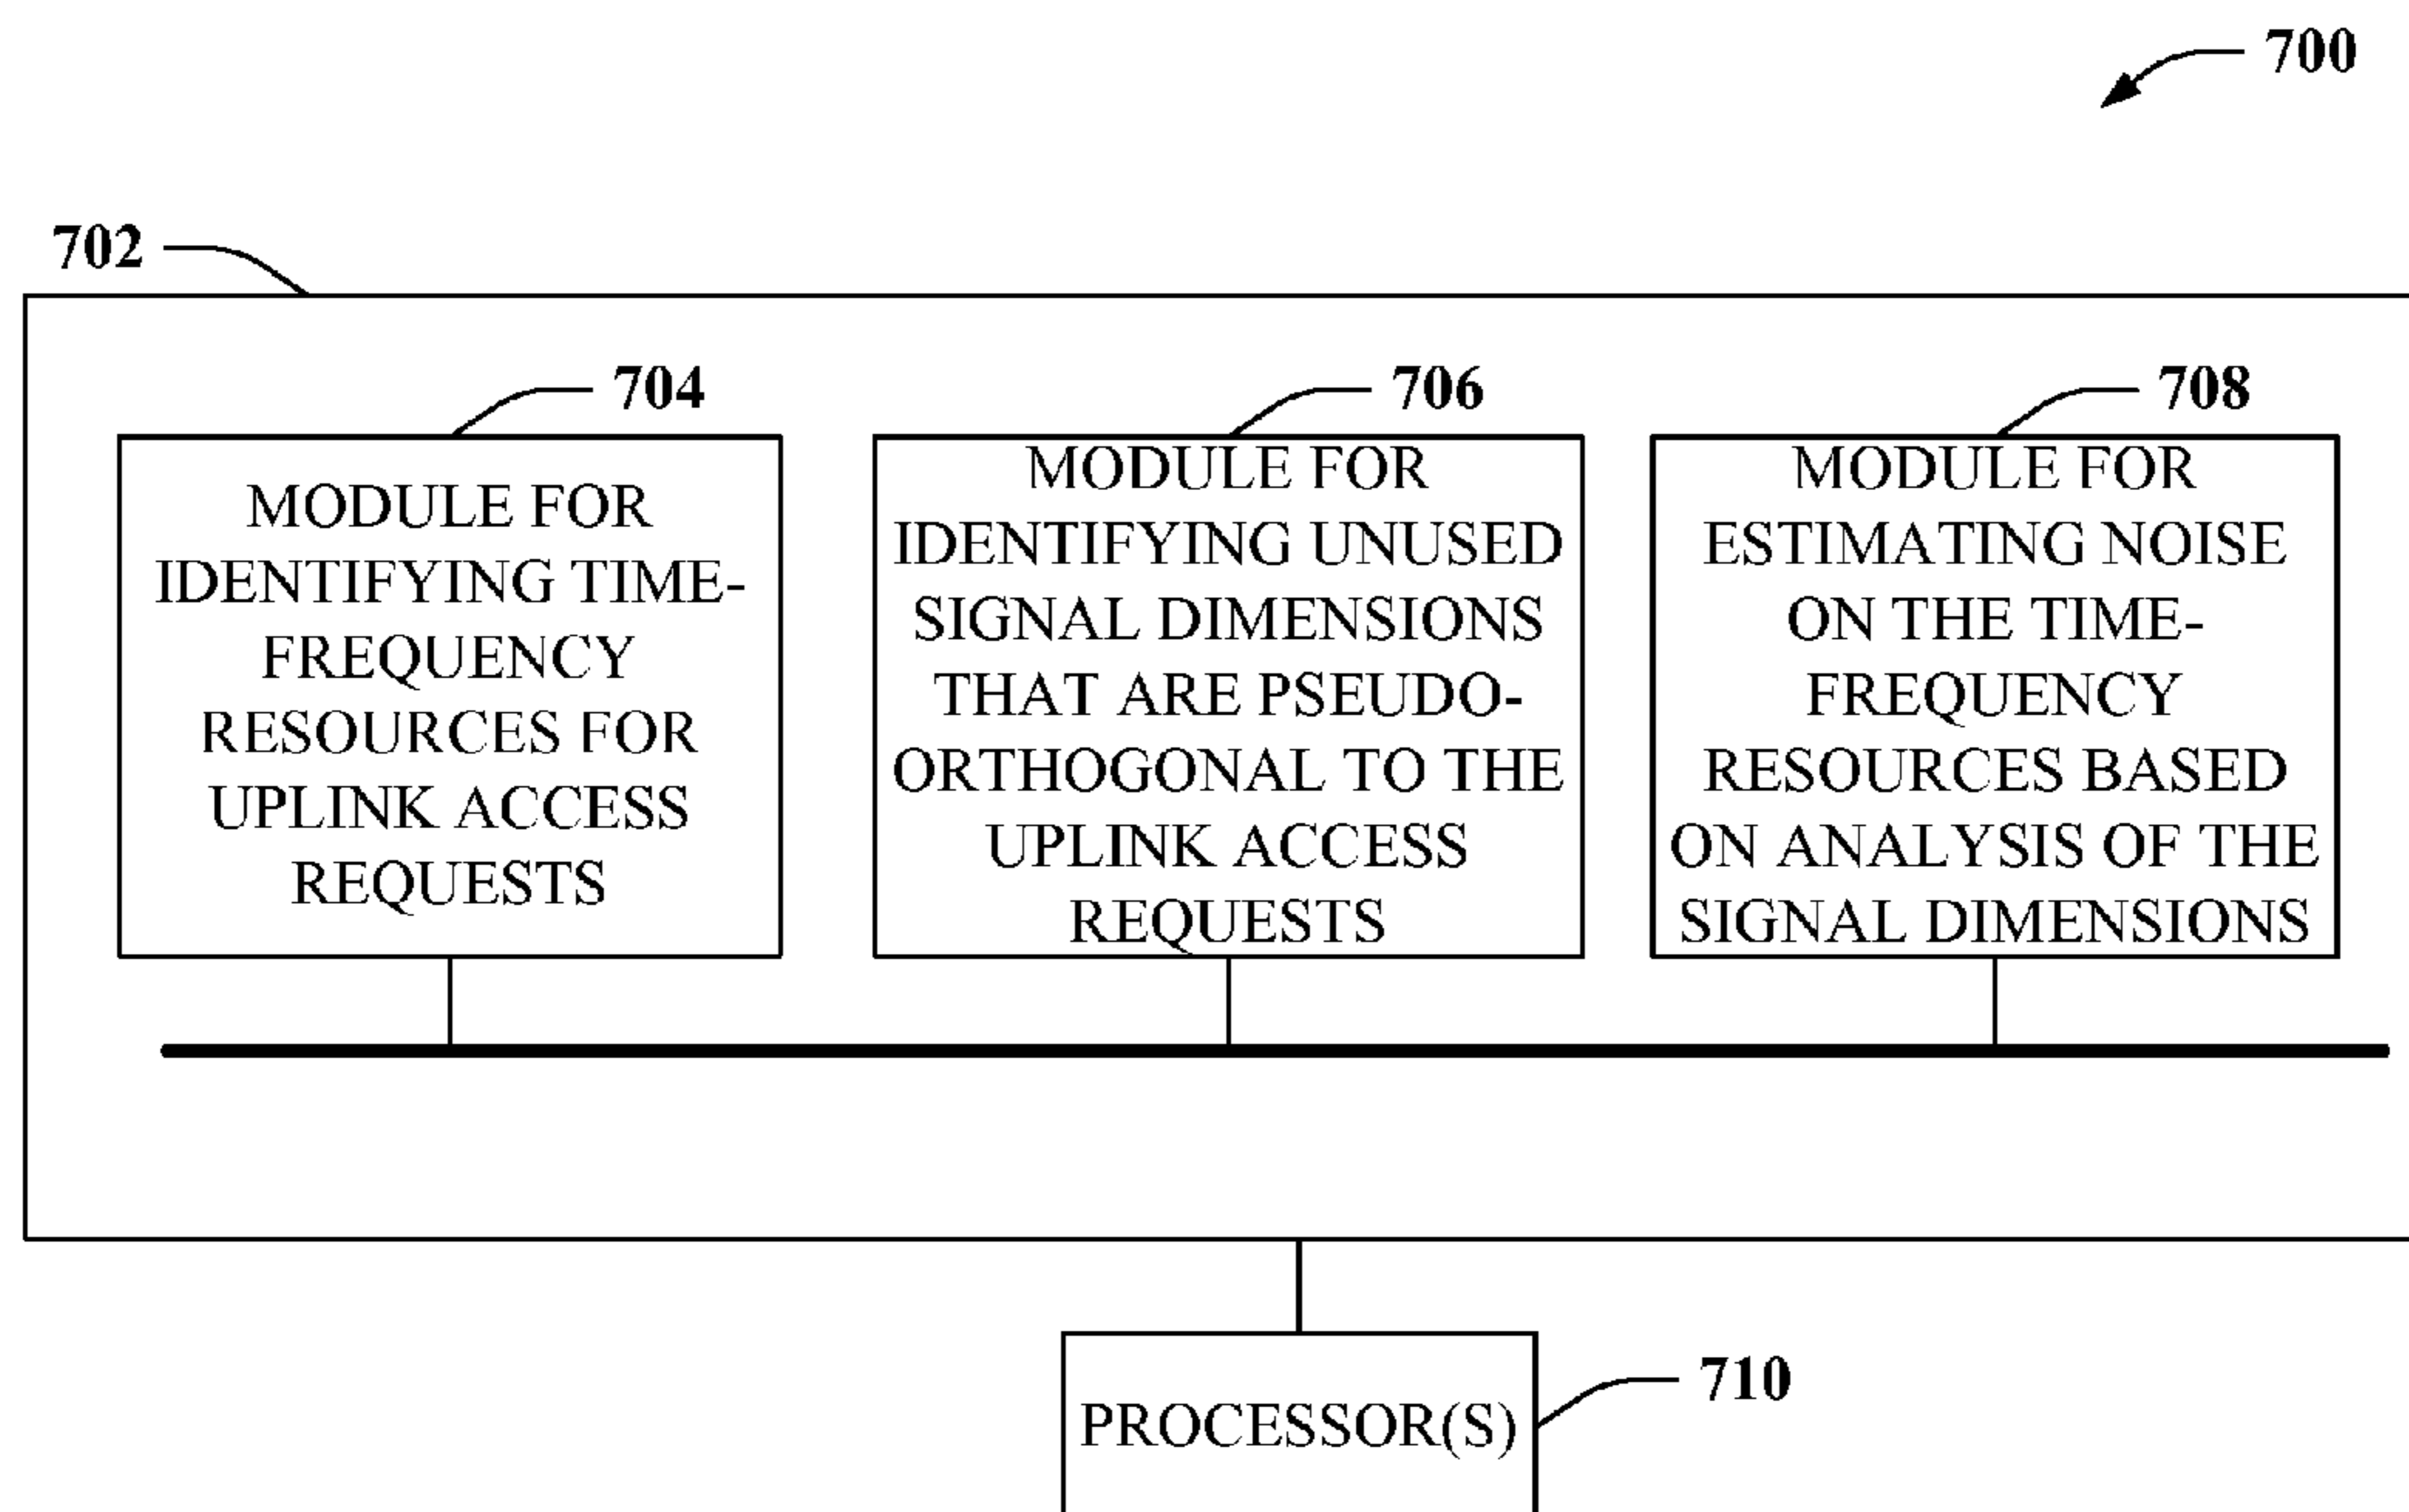 700
702
704
706
708
MODULE FOR
IDENTIFYING TIME-
FREQUENCY
RESOURCES FOR
UPLINK ACCESS
REQUESTS
MODULE FOR
IDENTIFYING UNUSED
SIGNAL DIMENSIONS
THAT ARE PSEUDO-
ORTHOGONAL TO THE
UPLINK ACCESS
REQUESTS
MODULE FOR
ESTIMATING NOISE
ON THE TIME-
FREQUENCY
RESOURCES BASED
ON ANALYSIS OF THE
SIGNAL DIMENSIONS
710
PROCESSOR(S)